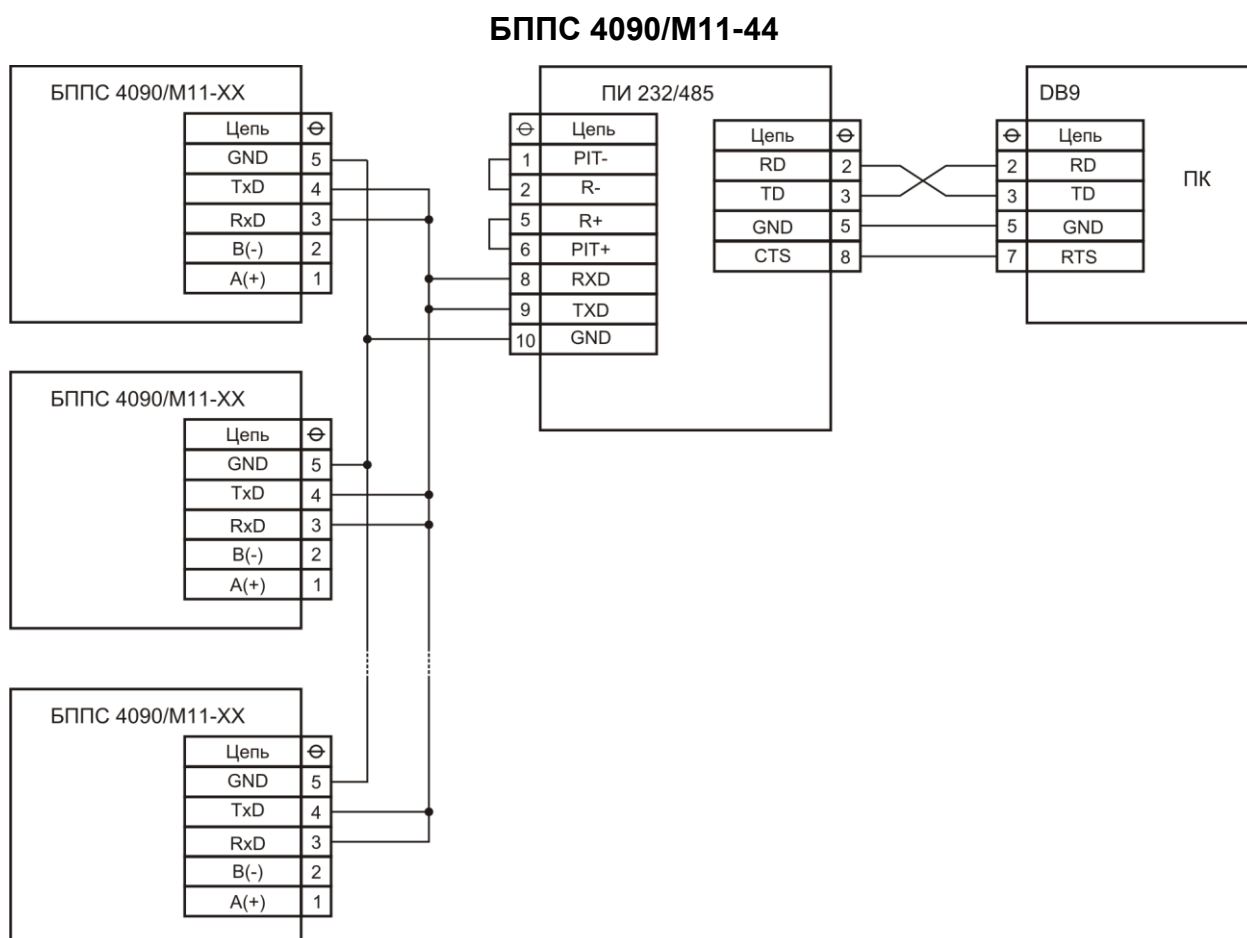 БППС 4090/М11-44
БППС 4090/М11-ХХ
Цепь
GND 5
TxD 4
RxD 3
B(-) 2
A(+) 1
ПИ 232/485
Цепь
1 PIT-
2 R-
5 R+
6 PIT+
8 RXD
9 TXD
10 GND
Цепь
RD 2
TD 3
GND 5
CTS 8
DB9
Цепь
2 RD
3 TD
5 GND
7 RTS
ПК
БППС 4090/М11-ХХ
Цепь
GND 5
TxD 4
RxD 3
B(-) 2
A(+) 1
БППС 4090/М11-ХХ
Цепь
GND 5
TxD 4
RxD 3
B(-) 2
A(+) 1